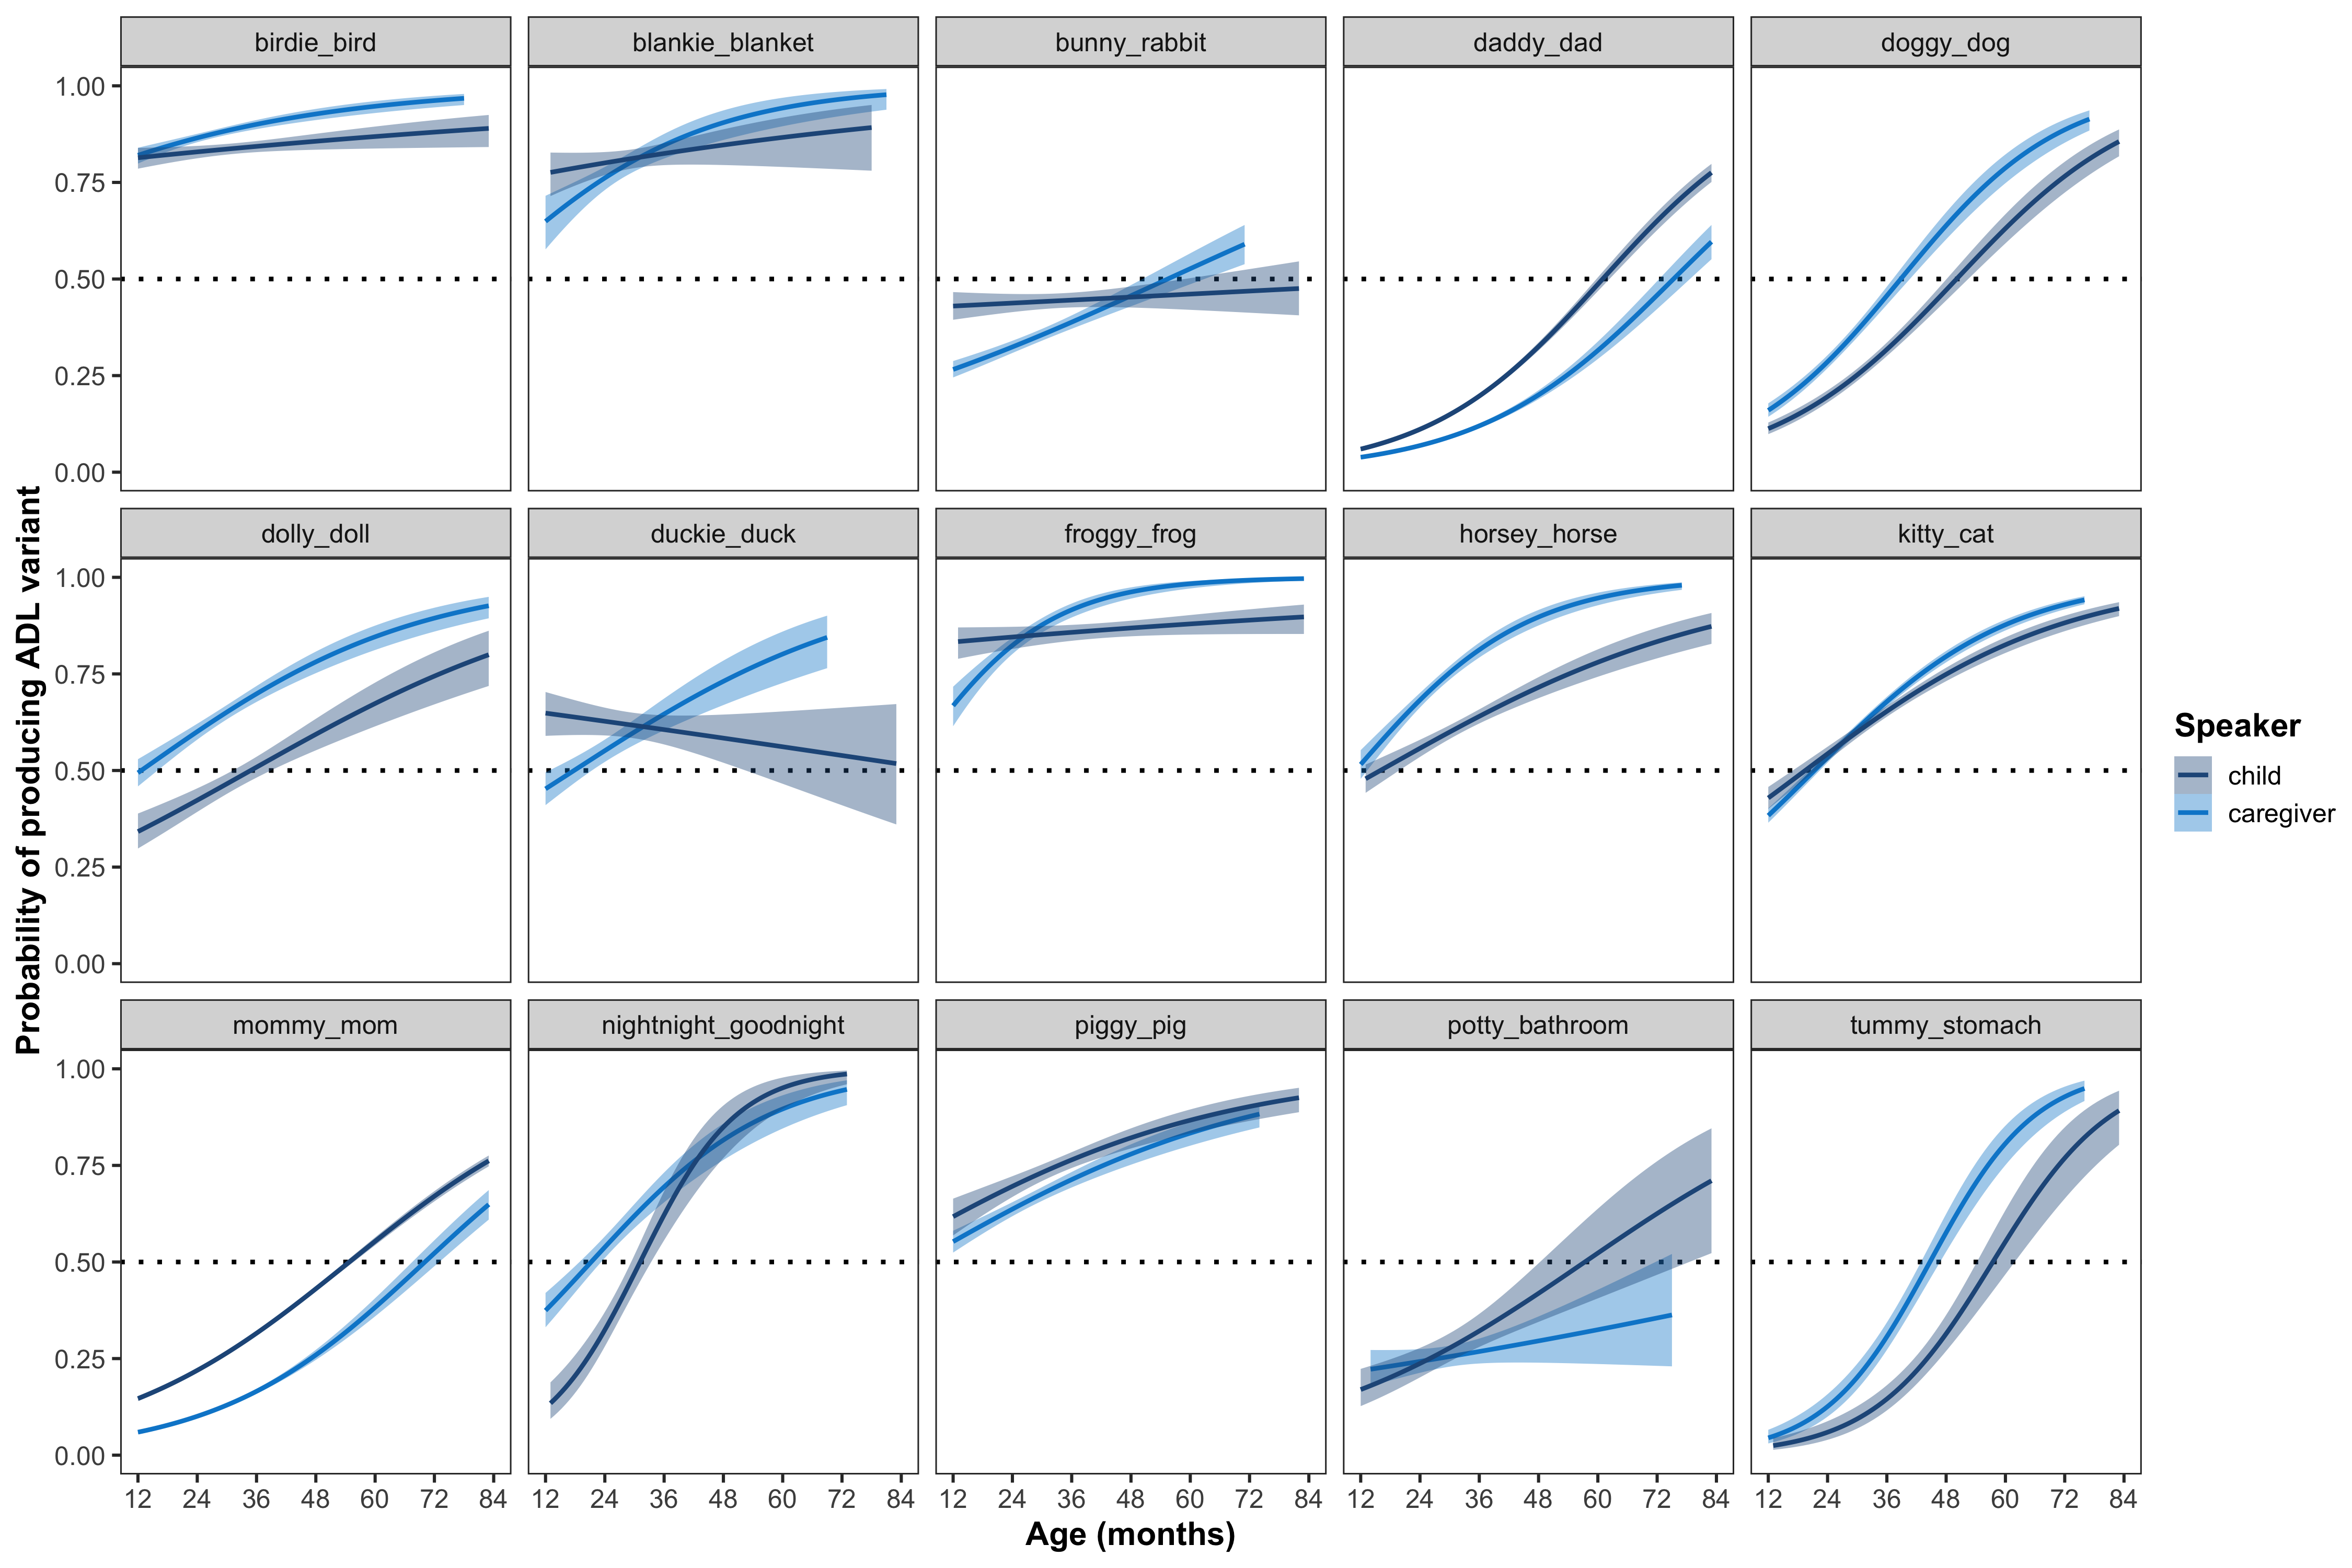 birdie_bird blankie_blanket bunny_rabbit daddy_dad doggy_dog
1.00
0.75
0.50
0.25
0.00
dolly_doll duckie_duck froggy_frog horsey_horse kitty_cat
1.00
0.75
0.50
0.25
0.00
mommy_mom nightnight_goodnight piggy_pig potty_bathroom tummy_stomach
1.00
0.75
0.50
0.25
0.00
12 24 36 48 60 72 84 12 24 36 48 60 72 84 12 24 36 48 60 72 84 12 24 36 48 60 72 84 12 24 36 48 60 72 84
Age (months)
Probability of producing ADL variant
Speaker
child
caregiver